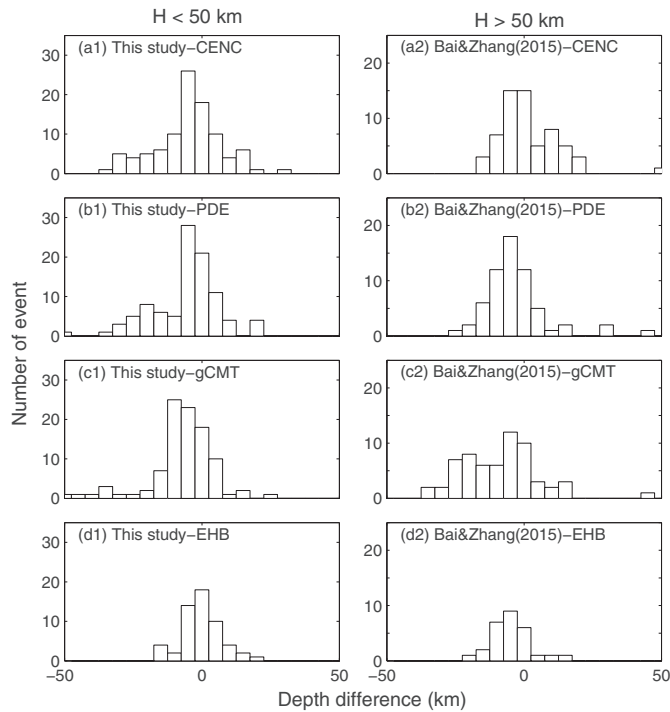 H < 50 km
H > 50 km
(a1) This study–CENC
(a2) Bai&Zhang(2015)–CENC
30
20
10
0
20
10
0
(b1) This study–PDE
(b2) Bai&Zhang(2015)–PDE
30
20
10
0
20
10
0
Number of event
(c1) This study–gCMT
(c2) Bai&Zhang(2015)–gCMT
30
20
10
0
20
10
0
(d1) This study–EHB
(d2) Bai&Zhang(2015)–EHB
30
20
10
0
20
10
0
−50 0 50
−50 0 50
Depth difference (km)